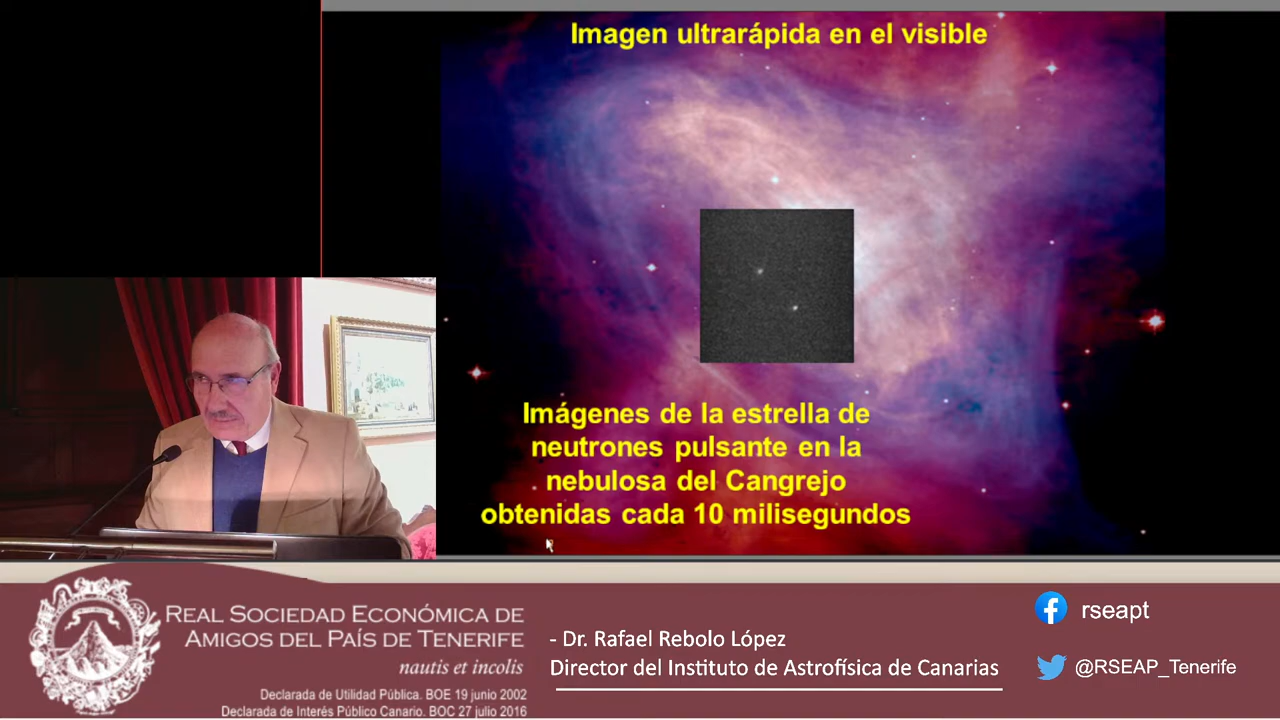 Imagen ultrarápida en el visible
Imágenes de la estrella de
neutrones pulsante en la
nebulosa del Cangrejo
obtenidas cada 10 milisegundos
REAL SOCIEDAD ECONÓMICA DE
AMIGOS DEL PAÍS DE TENERIFE
nautis et incolis
Declarada de Utilidad Pública. BOE 19 junio 2002
Declarada de Interés Público Canario. BOC 27 julio 2016
- Dr. Rafael Rebolo López
Director del Instituto de Astrofísica de Canarias
rseapt
@RSEAP_Tenerife